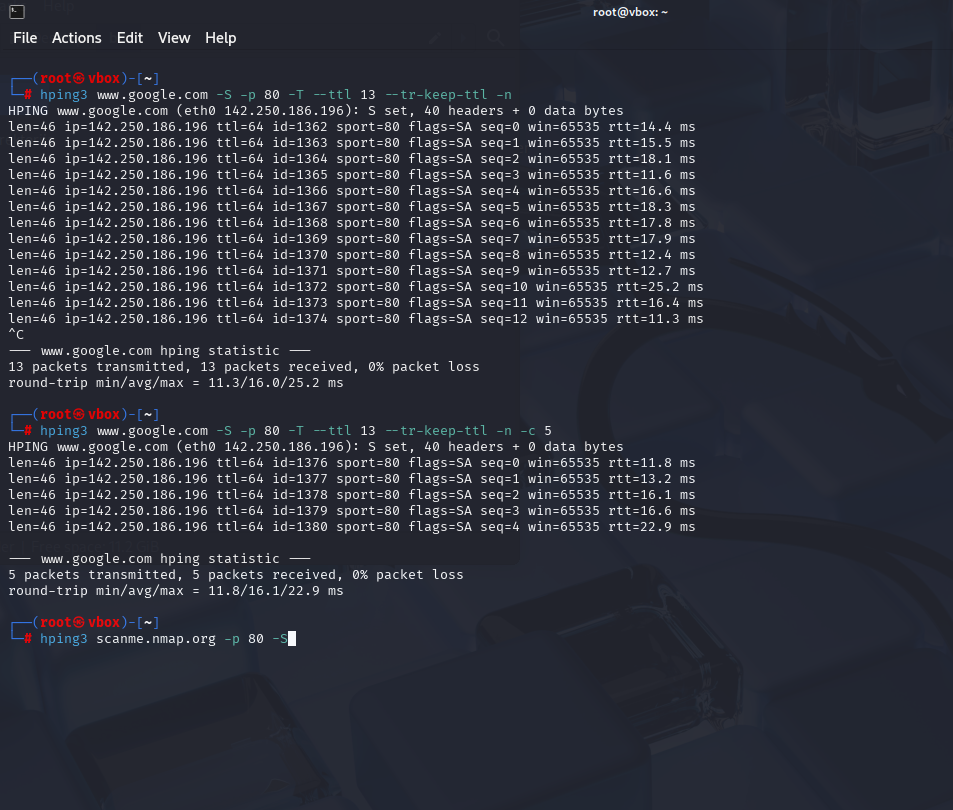 root@vbox: ~
File Actions Edit View Help
┌──(root㉿vbox)-[~]
└─# hping3 www.google.com -S -p 80 -T --ttl 13 --tr-keep-ttl -n
HPING www.google.com (eth0 142.250.186.196): S set, 40 headers + 0 data bytes
len=46 ip=142.250.186.196 ttl=64 id=1362 sport=80 flags=SA seq=0 win=65535 rtt=14.4 ms
len=46 ip=142.250.186.196 ttl=64 id=1363 sport=80 flags=SA seq=1 win=65535 rtt=15.5 ms
len=46 ip=142.250.186.196 ttl=64 id=1364 sport=80 flags=SA seq=2 win=65535 rtt=18.1 ms
len=46 ip=142.250.186.196 ttl=64 id=1365 sport=80 flags=SA seq=3 win=65535 rtt=11.6 ms
len=46 ip=142.250.186.196 ttl=64 id=1366 sport=80 flags=SA seq=4 win=65535 rtt=16.6 ms
len=46 ip=142.250.186.196 ttl=64 id=1367 sport=80 flags=SA seq=5 win=65535 rtt=18.3 ms
len=46 ip=142.250.186.196 ttl=64 id=1368 sport=80 flags=SA seq=6 win=65535 rtt=17.8 ms
len=46 ip=142.250.186.196 ttl=64 id=1369 sport=80 flags=SA seq=7 win=65535 rtt=17.9 ms
len=46 ip=142.250.186.196 ttl=64 id=1370 sport=80 flags=SA seq=8 win=65535 rtt=12.4 ms
len=46 ip=142.250.186.196 ttl=64 id=1371 sport=80 flags=SA seq=9 win=65535 rtt=12.7 ms
len=46 ip=142.250.186.196 ttl=64 id=1372 sport=80 flags=SA seq=10 win=65535 rtt=25.2 ms
len=46 ip=142.250.186.196 ttl=64 id=1373 sport=80 flags=SA seq=11 win=65535 rtt=16.4 ms
len=46 ip=142.250.186.196 ttl=64 id=1374 sport=80 flags=SA seq=12 win=65535 rtt=11.3 ms
^C
--- www.google.com hping statistic ---
13 packets transmitted, 13 packets received, 0% packet loss
round-trip min/avg/max = 11.3/16.0/25.2 ms
┌──(root㉿vbox)-[~]
└─# hping3 www.google.com -S -p 80 -T --ttl 13 --tr-keep-ttl -n -c 5
HPING www.google.com (eth0 142.250.186.196): S set, 40 headers + 0 data bytes
len=46 ip=142.250.186.196 ttl=64 id=1376 sport=80 flags=SA seq=0 win=65535 rtt=11.8 ms
len=46 ip=142.250.186.196 ttl=64 id=1377 sport=80 flags=SA seq=1 win=65535 rtt=13.2 ms
len=46 ip=142.250.186.196 ttl=64 id=1378 sport=80 flags=SA seq=2 win=65535 rtt=16.1 ms
len=46 ip=142.250.186.196 ttl=64 id=1379 sport=80 flags=SA seq=3 win=65535 rtt=16.6 ms
len=46 ip=142.250.186.196 ttl=64 id=1380 sport=80 flags=SA seq=4 win=65535 rtt=22.9 ms
--- www.google.com hping statistic ---
5 packets transmitted, 5 packets received, 0% packet loss
round-trip min/avg/max = 11.8/16.1/22.9 ms
┌──(root㉿vbox)-[~]
└─# hping3 scanme.nmap.org -p 80 -S